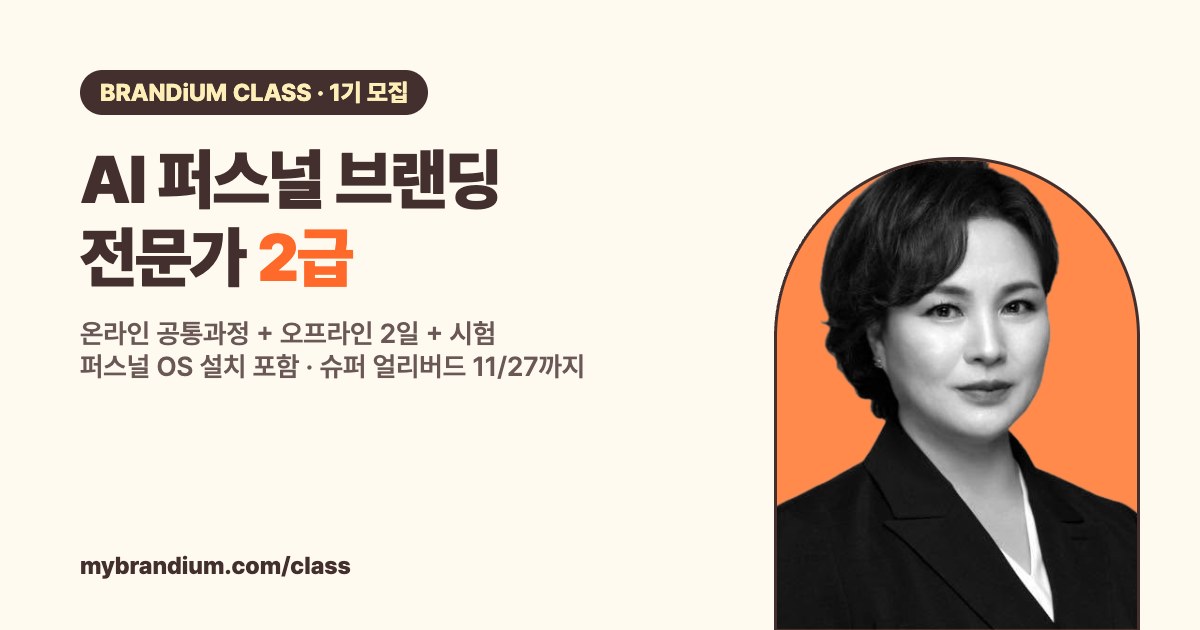 BRANDiUM CLASS · 1기 모집
AI 퍼스널 브랜딩
전문가 2급
온라인 공통과정 + 오프라인 2일 + 시험
퍼스널 OS 설치 포함 · 슈퍼 얼리버드 11/27까지
mybrandium.com/class